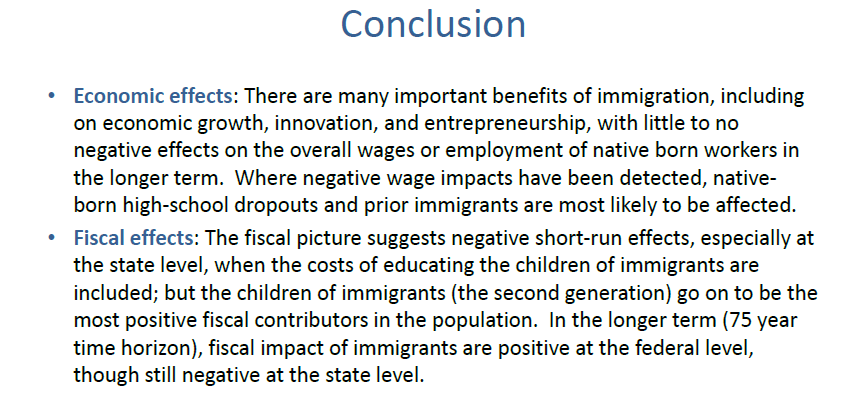 Conclusion
• Economic effects: There are many important benefits of immigration, including
on economic growth, innovation, and entrepreneurship, with little to no
negative effects on the overall wages or employment of native born workers in
the longer term.  Where negative wage impacts have been detected, native-
born high-school dropouts and prior immigrants are most likely to be affected.
• Fiscal effects: The fiscal picture suggests negative short-run effects, especially at
the state level, when the costs of educating the children of immigrants are
included; but the children of immigrants (the second generation) go on to be the
most positive fiscal contributors in the population.  In the longer term (75 year
time horizon), fiscal impact of immigrants are positive at the federal level,
though still negative at the state level.